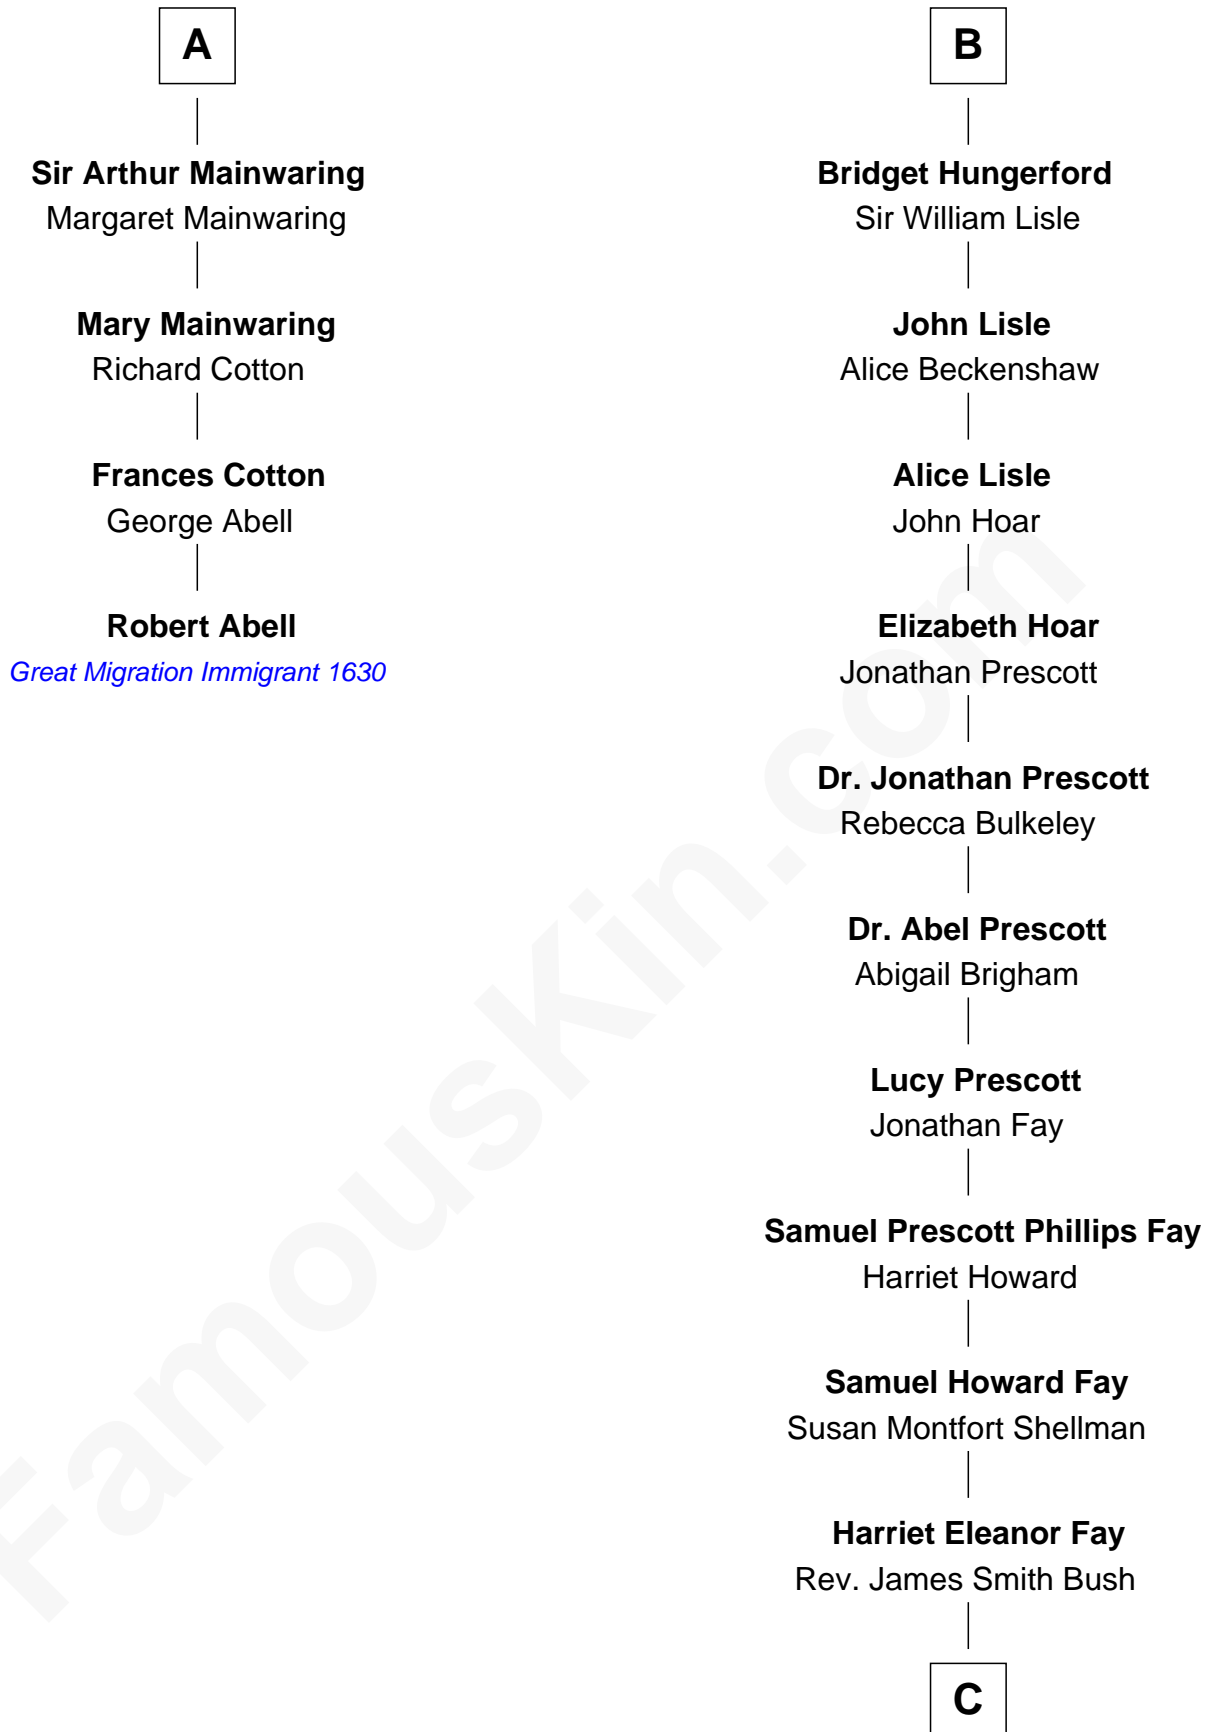 A
Sir Arthur Mainwaring
Margaret Mainwaring
Mary Mainwaring
Richard Cotton
Frances Cotton
George Abell
Robert Abell
Great Migration Immigrant 1630
B
Bridget Hungerford
Sir William Lisle
John Lisle
Alice Beckenshaw
Alice Lisle
John Hoar
Elizabeth Hoar
Jonathan Prescott
Dr. Jonathan Prescott
Rebecca Bulkeley
Dr. Abel Prescott
Abigail Brigham
Lucy Prescott
Jonathan Fay
Samuel Prescott Phillips Fay
Harriet Howard
Samuel Howard Fay
Susan Montfort Shellman
Harriet Eleanor Fay
Rev. James Smith Bush
C
FamousKin.com